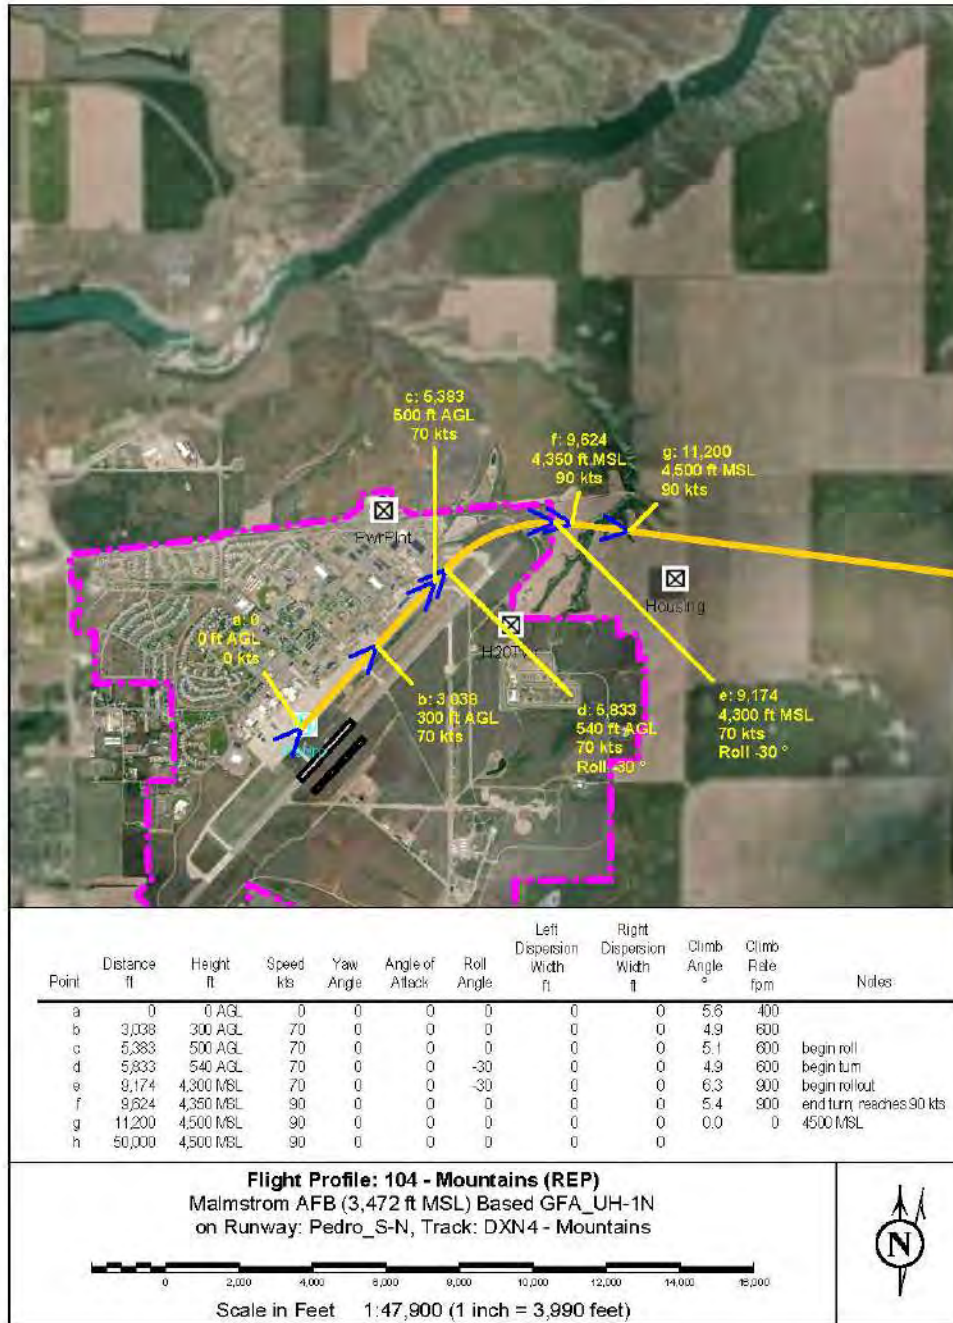 c: 5,383
500 ft AGL
70 kts
f: 9,624
4,350 ft MSL
90 kts
g: 11,200
4,500 ft MSL
90 kts
PwrPlnt
Housing
a: 0
0 ft AGL
0 kts
H20Twr
b: 3,038
300 ft AGL
70 kts
d: 5,833
540 ft AGL
70 kts
Roll -30 °
e: 9,174
4,300 ft MSL
70 kts
Roll -30 °
Point Distance ft Height ft Speed kts Yaw Angle Angle of Attack Roll Angle Left Dispersion Width ft Right Dispersion Width ft Climb Angle ° Climb Rate fpm Notes
a 0 0 AGL 0 0 0 0 0 0 5.6 400
b 3,038 300 AGL 70 0 0 0 0 0 4.9 600
c 5,383 500 AGL 70 0 0 0 0 0 5.1 600 begin roll
d 5,833 540 AGL 70 0 0 -30 0 0 4.9 600 begin turn
e 9,174 4,300 MSL 70 0 0 -30 0 0 6.3 900 begin rollout
f 9,624 4,350 MSL 90 0 0 0 0 0 5.4 900 end turn, reaches 90 kts
g 11,200 4,500 MSL 90 0 0 0 0 0 0.0 0 4500 MSL
h 50,000 4,500 MSL 90 0 0 0 0 0
Flight Profile: 104 - Mountains (REP)
Malmstrom AFB (3,472 ft MSL) Based GFA_UH-1N
on Runway: Pedro_S-N, Track: DXN4 - Mountains
0 2,000 4,000 6,000 8,000 10,000 12,000 14,000 16,000
Scale in Feet 1:47,900 (1 inch = 3,990 feet)
N